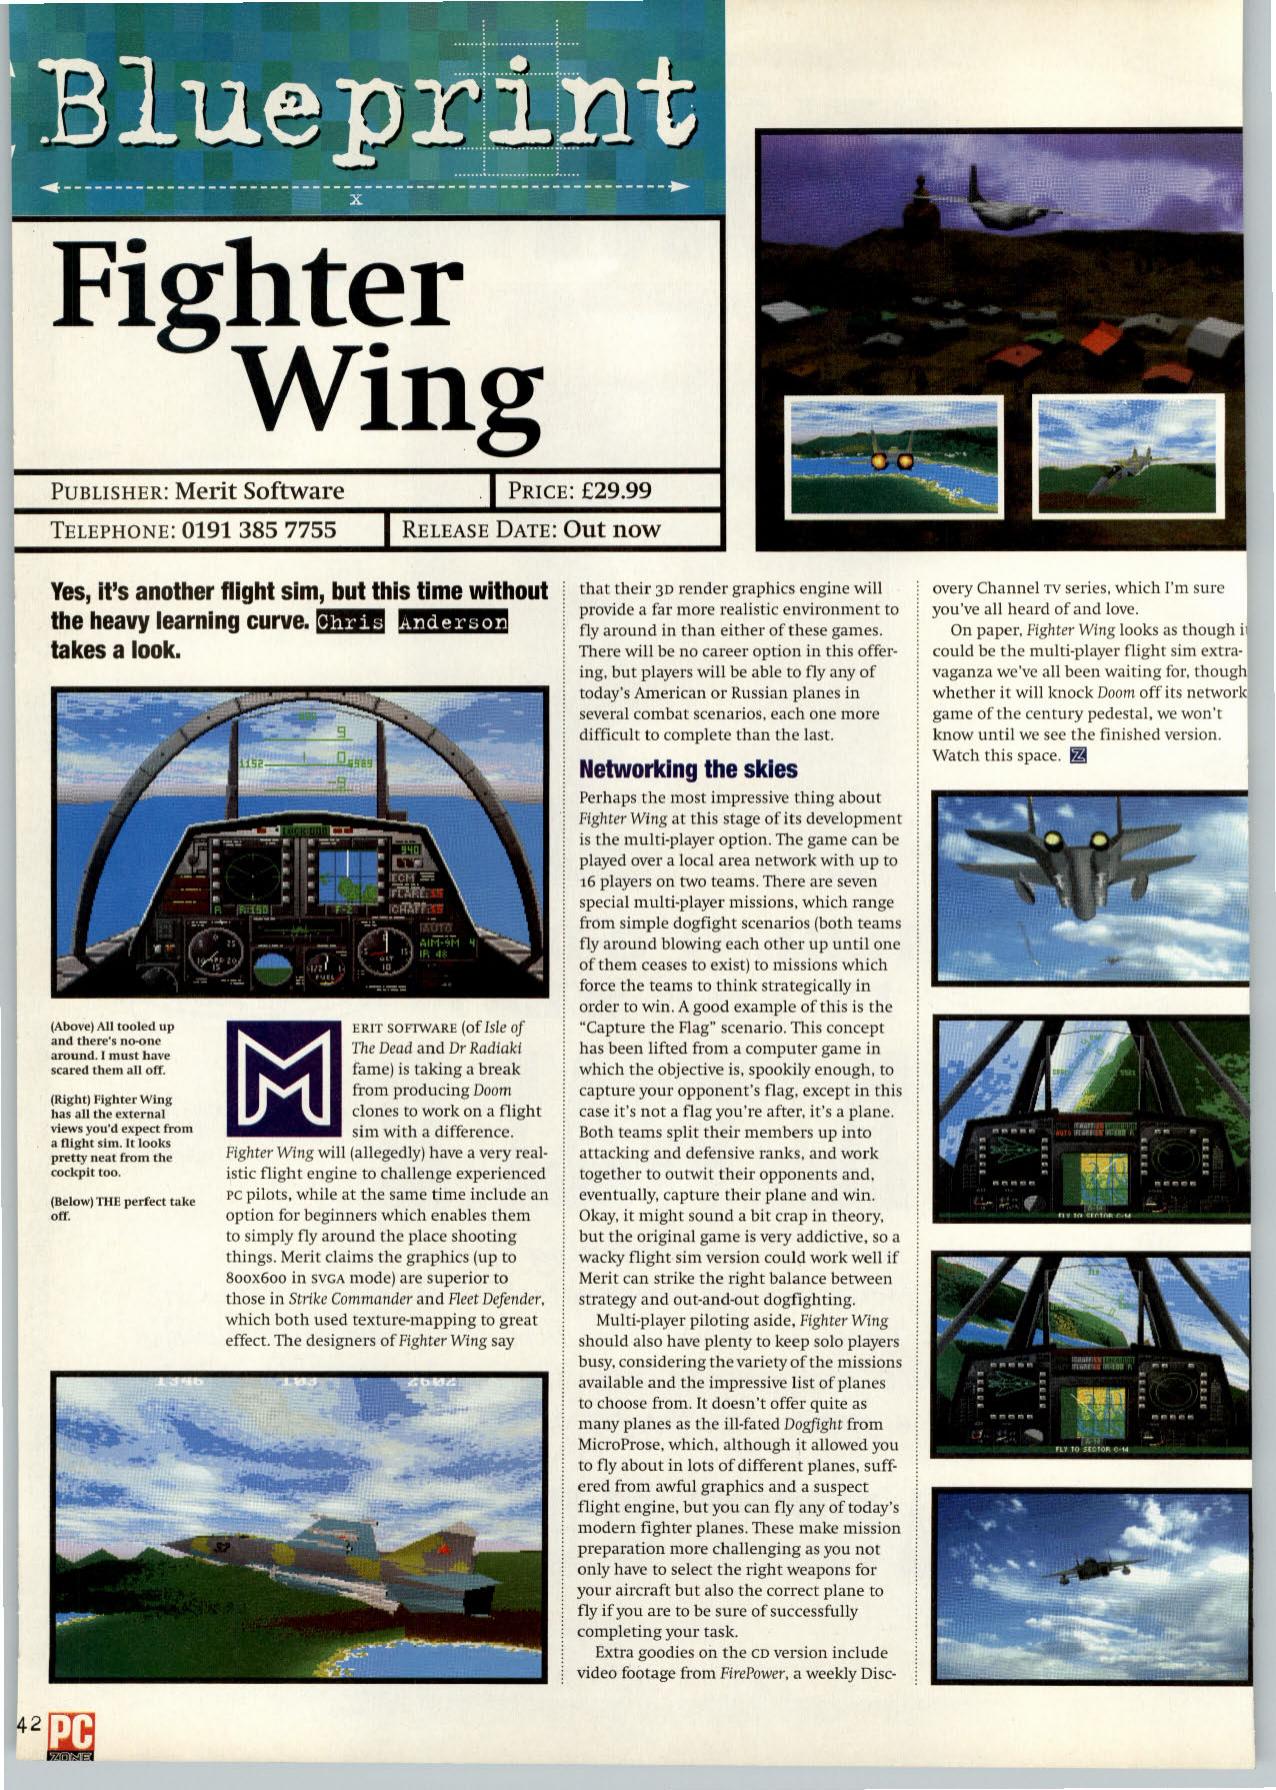 Blueprint
x
Fighter
Wing
PUBLISHER: Merit Software
PRICE: £29.99
TELEPHONE: 0191 385 7755
RELEASE DATE: Out now
Yes, it's another flight sim, but this time without
the heavy learning curve. Chris Anderson
takes a look.
(Above) All tooled up
and there's no-one
around. I must have
scared them all off.
(Right) Fighter Wing
has all the external
views you'd expect from
a flight sim. It looks
pretty neat from the
cockpit too.
(Below) THE perfect take
off.
MERIT SOFTWARE (of Isle of
The Dead and Dr Radiaki
fame) is taking a break
from producing Doom
clones to work on a flight
sim with a difference.
Fighter Wing will (allegedly) have a very real-
istic flight engine to challenge experienced
PC pilots, while at the same time include an
option for beginners which enables them
to simply fly around the place shooting
things. Merit claims the graphics (up to
800x600 in SVGA mode) are superior to
those in Strike Commander and Fleet Defender,
which both used texture-mapping to great
effect. The designers of Fighter Wing say
that their 3D render graphics engine will
provide a far more realistic environment to
fly around in than either of these games.
There will be no career option in this offer-
ing, but players will be able to fly any of
today's American or Russian planes in
several combat scenarios, each one more
difficult to complete than the last.
Networking the skies
Perhaps the most impressive thing about
Fighter Wing at this stage of its development
is the multi-player option. The game can be
played over a local area network with up to
16 players on two teams. There are seven
special multi-player missions, which range
from simple dogfight scenarios (both teams
fly around blowing each other up until one
of them ceases to exist) to missions which
force the teams to think strategically in
order to win. A good example of this is the
"Capture the Flag" scenario. This concept
has been lifted from a computer game in
which the objective is, spookily enough, to
capture your opponent's flag, except in this
case it's not a flag you're after, it's a plane.
Both teams split their members up into
attacking and defensive ranks, and work
together to outwit their opponents and,
eventually, capture their plane and win.
Okay, it might sound a bit crap in theory,
but the original game is very addictive, so a
wacky flight sim version could work well if
Merit can strike the right balance between
strategy and out-and-out dogfighting.
Multi-player piloting aside, Fighter Wing
should also have plenty to keep solo players
busy, considering the variety of the missions
available and the impressive list of planes
to choose from. It doesn't offer quite as
many planes as the ill-fated Dogfight from
MicroProse, which, although it allowed you
to fly about in lots of different planes, suff-
ered from awful graphics and a suspect
flight engine, but you can fly any of today's
modern fighter planes. These make mission
preparation more challenging as you not
only have to select the right weapons for
your aircraft but also the correct plane to
fly if you are to be sure of successfully
completing your task.
Extra goodies on the CD version include
video footage from FirePower, a weekly Disc-
overy Channel TV series, which I'm sure
you've all heard of and love.
On paper, Fighter Wing looks as though i
could be the multi-player flight sim extra-
vaganza we've all been waiting for, though
whether it will knock Doom off its network
game of the century pedestal, we won't
know until we see the finished version.
Watch this space. Z
9
1152
0
-9
940
ECM
FLARE:15
CHAFF:15
AUTO
AIM-9M 4
FUEL
FLY TO SECTOR C-14
FLY TO SECTOR C-14
1346 103 2602
42 PC
ZONE